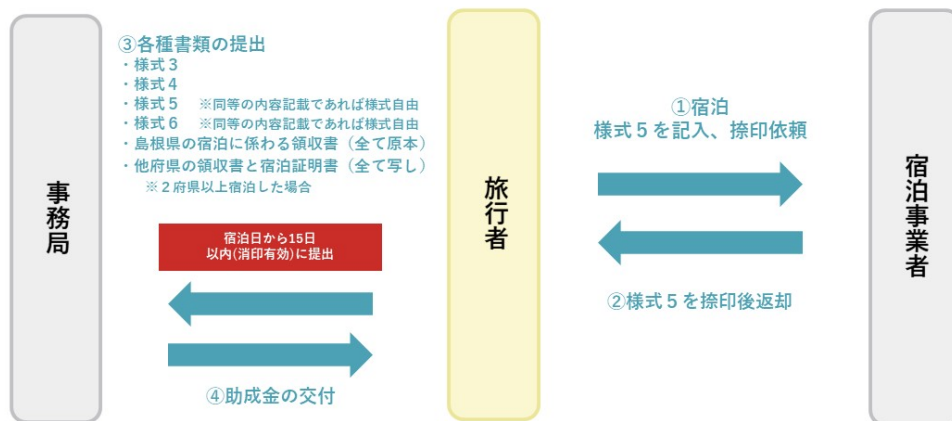 事務局
③各種書類の提出
・様式３
・様式４
・様式５ ※同等の内容記載であれば様式自由
・様式６ ※同等の内容記載であれば様式自由
・島根県の宿泊に係わる領収書（全て原本）
・他府県の領収書と宿泊証明書（全て写し）
※２府県以上宿泊した場合
宿泊日から15日
以内(消印有効)に提出
④助成金の交付
旅行者
①宿泊
様式５を記入、捺印依頼
②様式５を捺印後返却
宿泊事業者